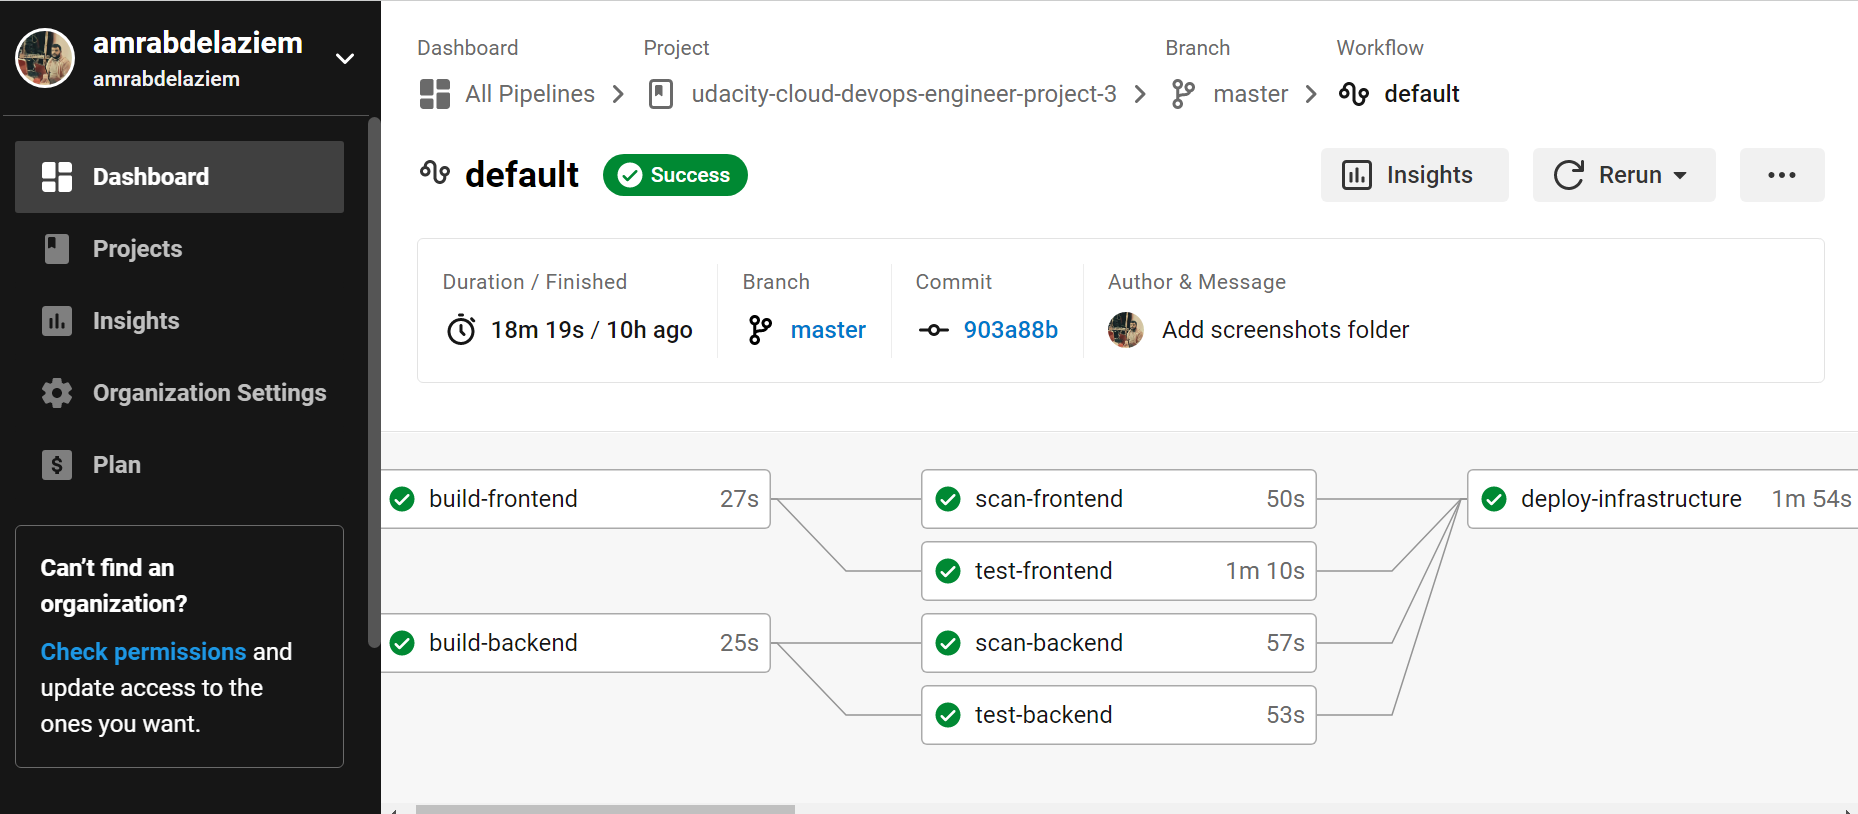 amrabdelaziem
amrabdelaziem
Dashboard
Projects
Insights
Organization Settings
Plan
Can’t find an
organization?
Check permissions and
update access to the
ones you want.
Dashboard Project Branch Workflow
All Pipelines udacity-cloud-devops-engineer-project-3 master default
default Success Insights Rerun
Duration / Finished Branch Commit Author & Message
18m 19s / 10h ago master 903a88b Add screenshots folder
build-frontend 27s scan-frontend 50s deploy-infrastructure 1m 54s
test-frontend 1m 10s
build-backend 25s scan-backend 57s
test-backend 53s